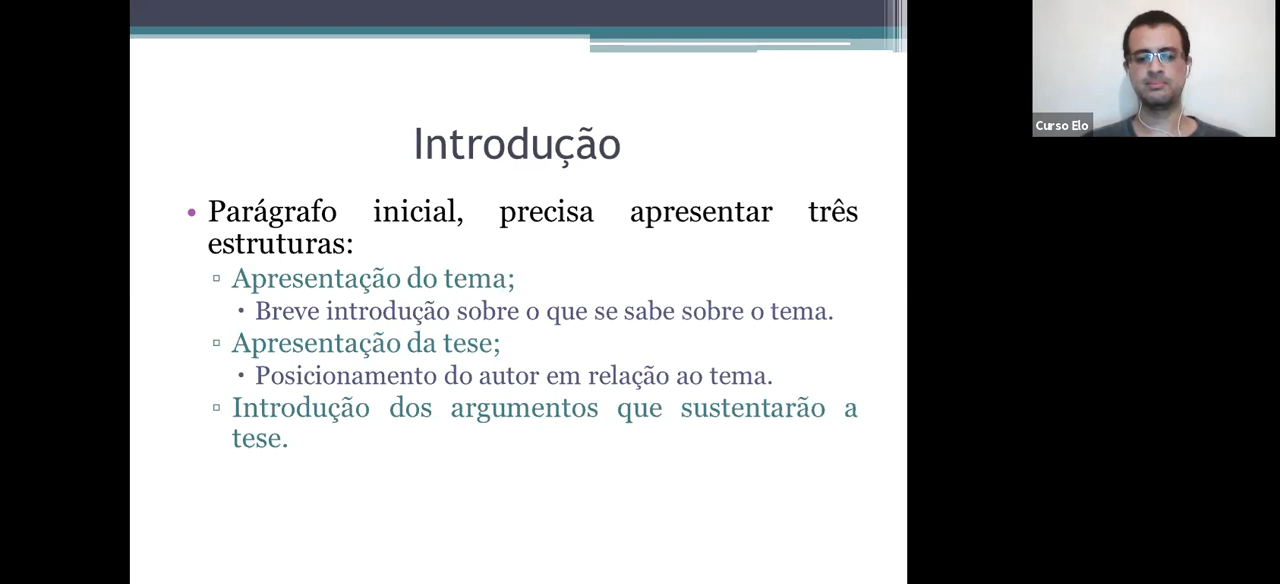 Introdução
• Parágrafo inicial, precisa apresentar três
estruturas:
▫ Apresentação do tema;
▪ Breve introdução sobre o que se sabe sobre o tema.
▫ Apresentação da tese;
▪ Posicionamento do autor em relação ao tema.
▫ Introdução dos argumentos que sustentarão a
tese.
Curso Elo